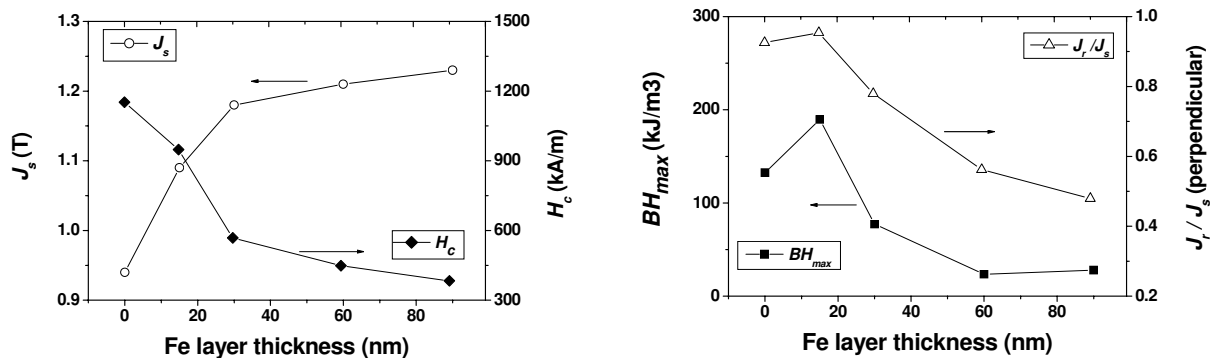 1.3
1.2
1.1
1.0
0.9
J_s (T)
J_s
H_c
1500
1200
900
600
300
H_c (kA/m)
0 20 40 60 80
Fe layer thickness (nm)
300
200
100
0
BH_max (kJ/m3)
J_r /J_s
BH_max
1.0
0.8
0.6
0.4
0.2
J_r / J_s (perpendicular)
0 20 40 60 80
Fe layer thickness (nm)